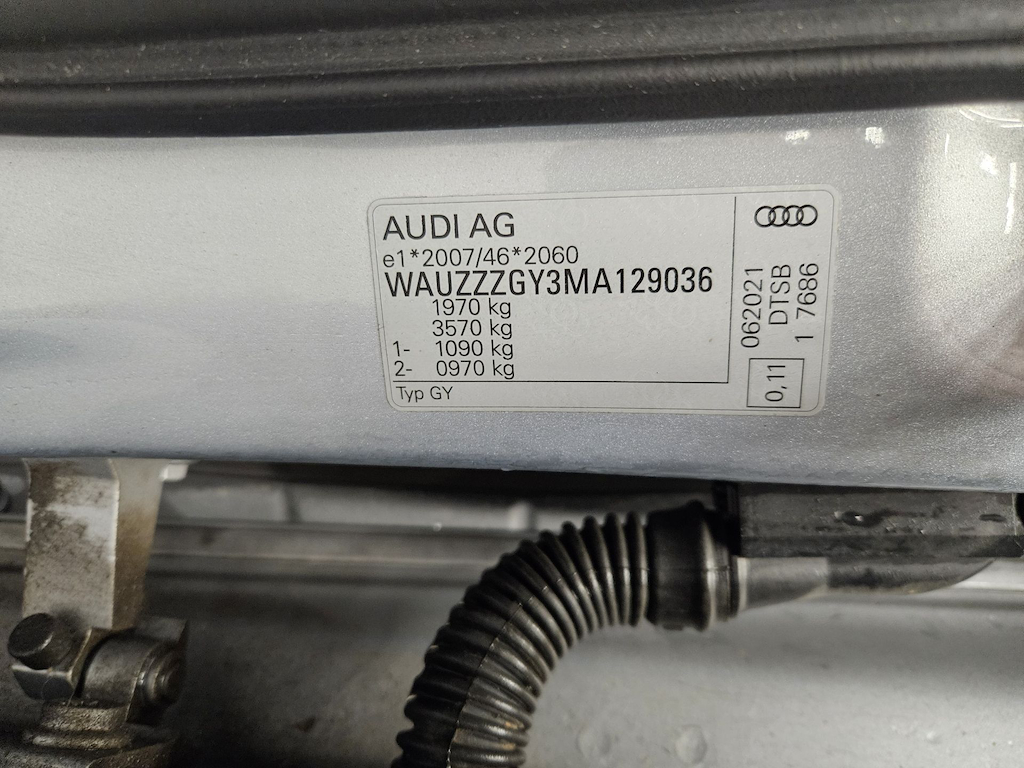 AUDI AG
e1*2007/46*2060
WAUZZZGY3MA129036
1970 kg
3570 kg
1- 1090 kg
2- 0970 kg
Typ GY
062021
DTSB
1 7686
0,11